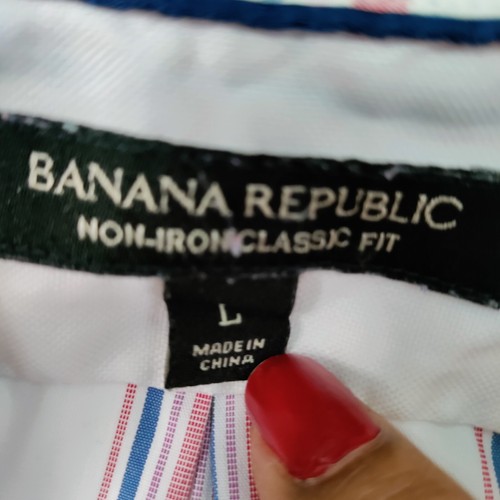 BANANA REPUBLIC
NON-IRON CLASSIC FIT
L
MADE IN
CHINA